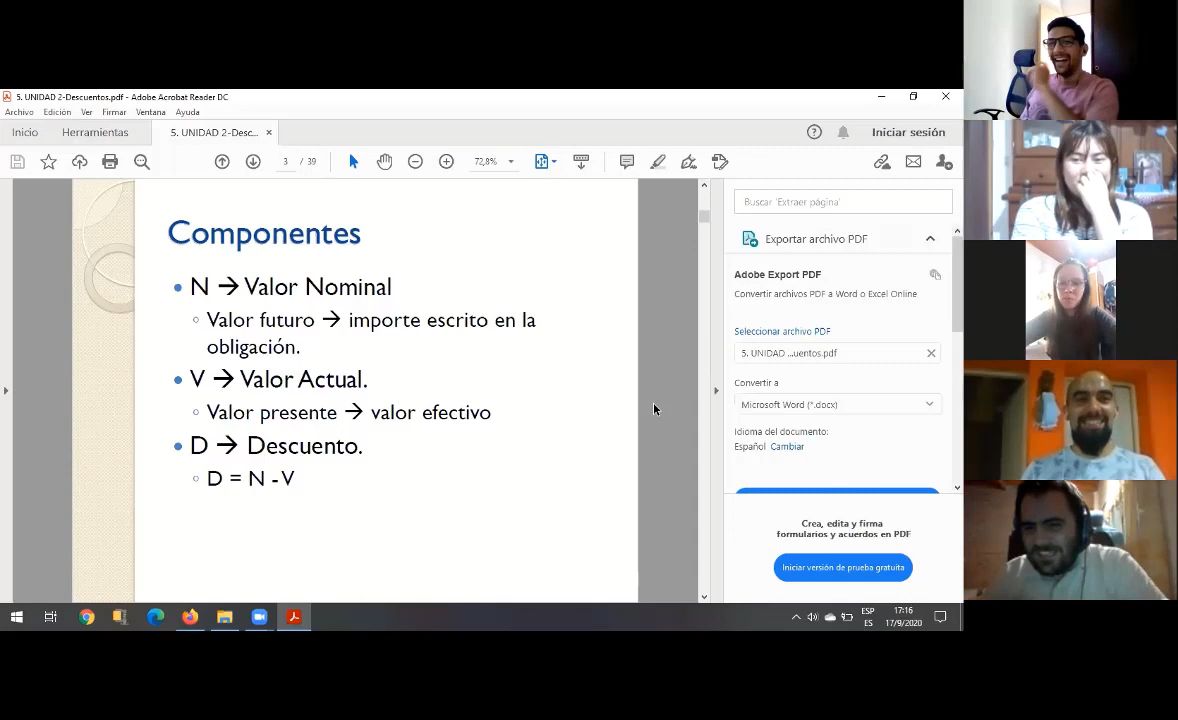 5. UNIDAD 2-Descuentos.pdf - Adobe Acrobat Reader DC
Archivo Edición Ver Firmar Ventana Ayuda
Inicio Herramientas 5. UNIDAD 2-Desc... × Iniciar sesión
3 / 39 72,8%
Componentes
• N → Valor Nominal
◦ Valor futuro → importe escrito en la
obligación.
• V → Valor Actual.
◦ Valor presente → valor efectivo
• D → Descuento.
◦ D = N - V
Buscar 'Extraer página'
Exportar archivo PDF
Adobe Export PDF
Convertir archivos PDF a Word o Excel Online
Seleccionar archivo PDF
5. UNIDAD ...uentos.pdf
Convertir a
Microsoft Word (*.docx)
Idioma del documento:
Español Cambiar
Crea, edita y firma
formularios y acuerdos en PDF
Iniciar versión de prueba gratuita
ESP
ES
17:16
17/9/2020